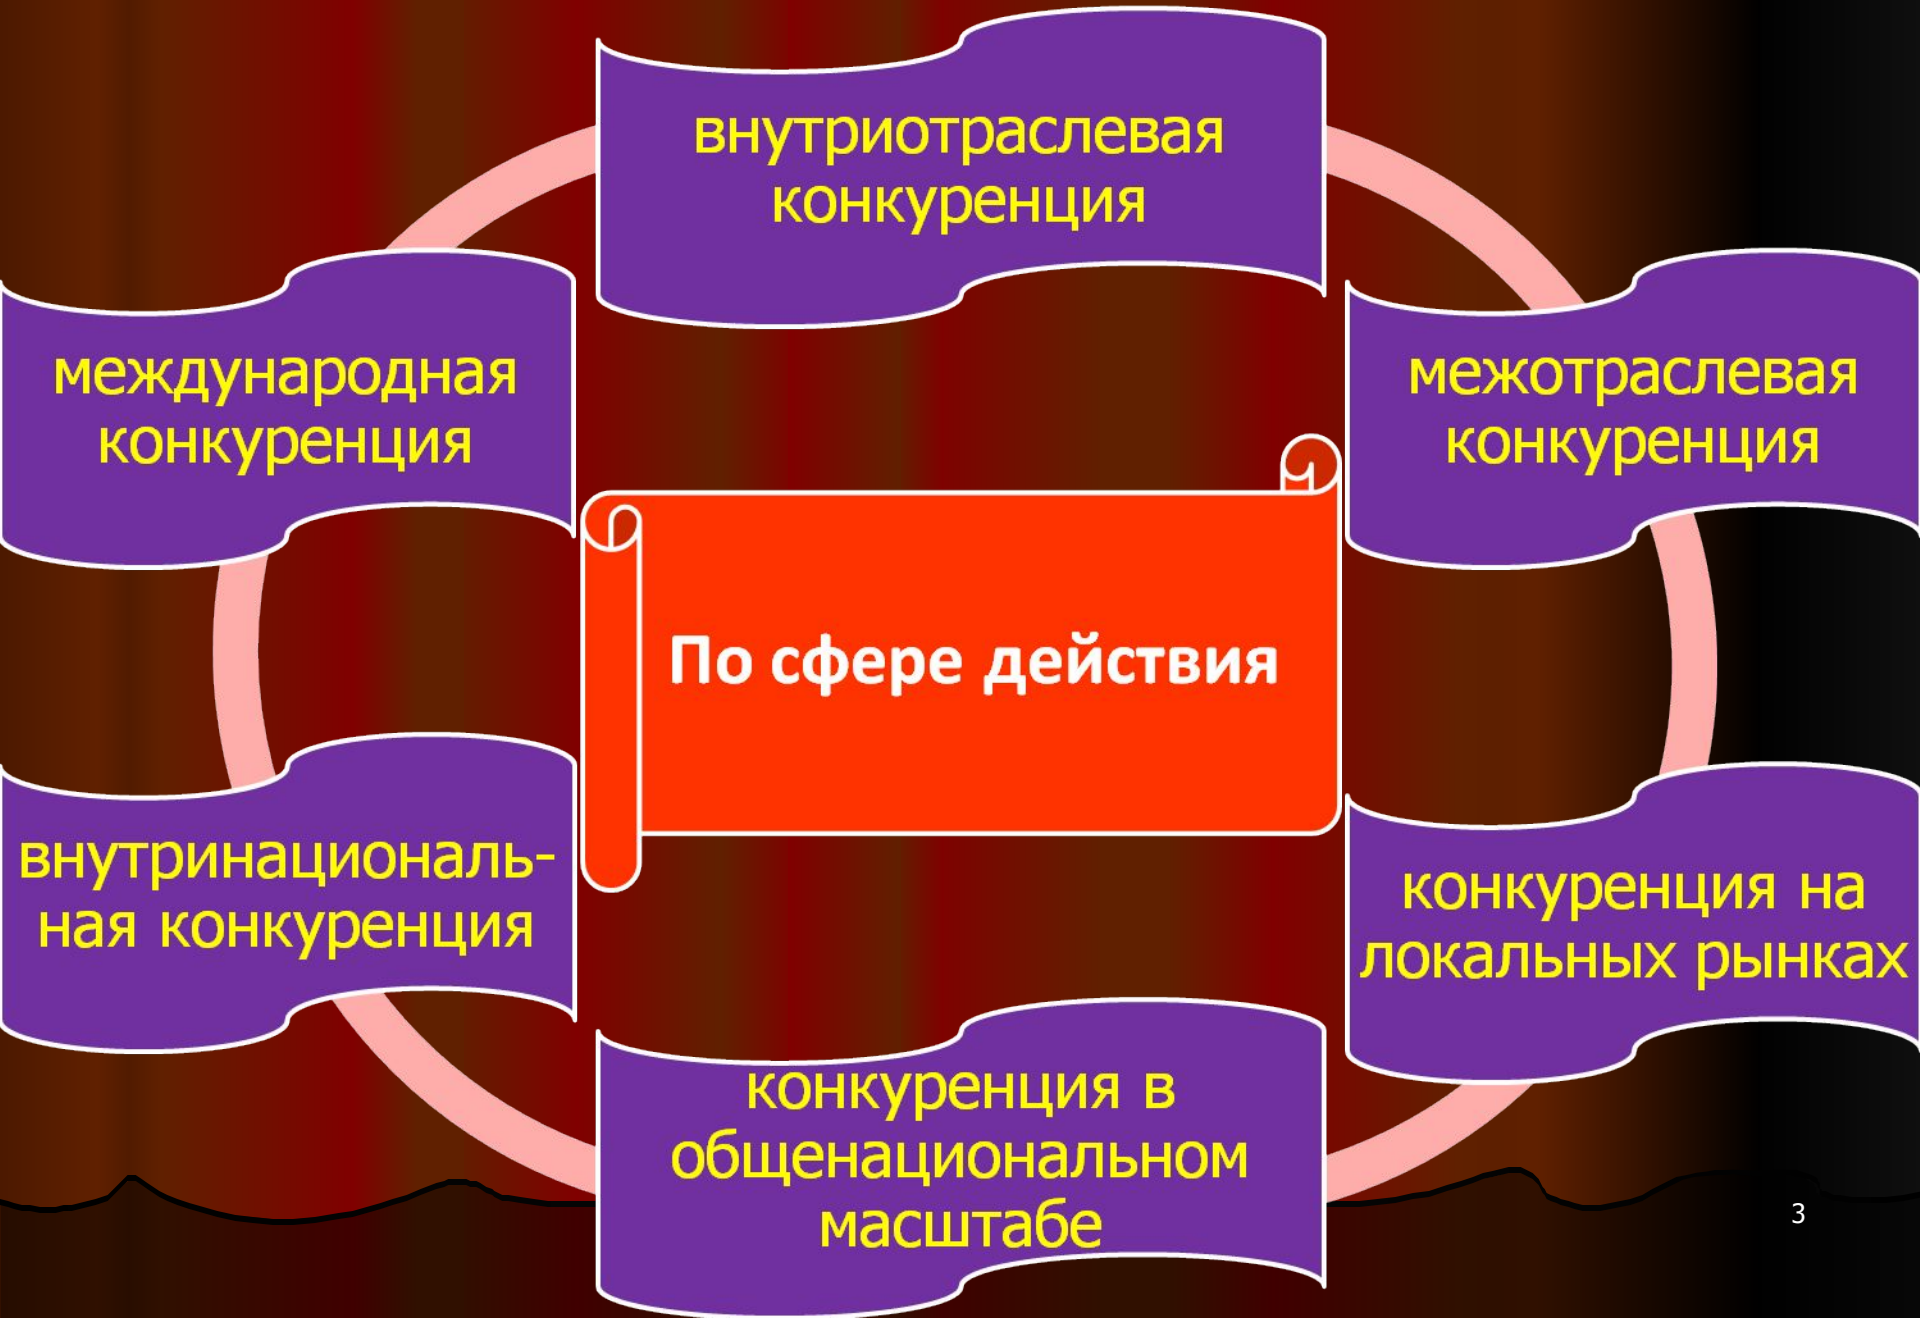 внутриотраслевая
конкуренция
международная
конкуренция
межотраслевая
конкуренция
По сфере действия
внутринациональ-
ная конкуренция
конкуренция на
локальных рынках
конкуренция в
общенациональном
масштабе
3